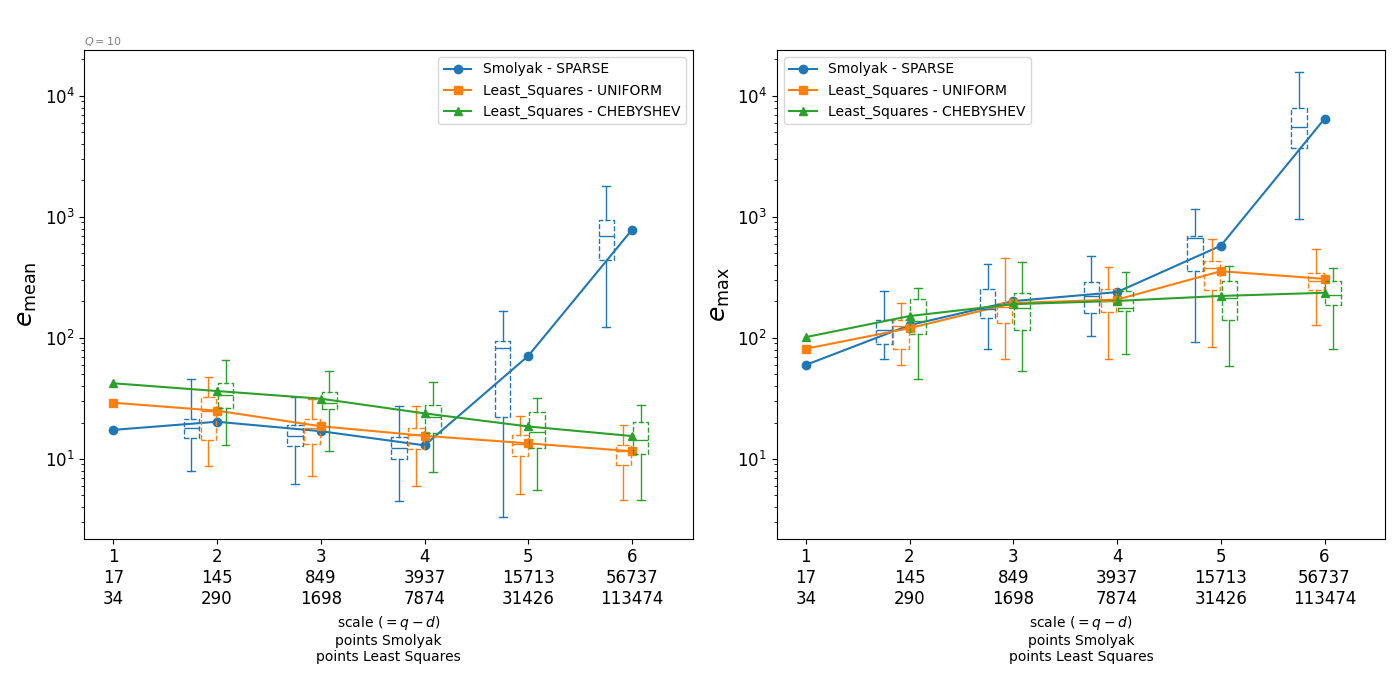 Q = 10
Smolyak - SPARSE
Least_Squares - UNIFORM
Least_Squares - CHEBYSHEV
10^4
10^3
10^2
10^1
e_mean
1 2 3 4 5 6
17 145 849 3937 15713 56737
34 290 1698 7874 31426 113474
scale (= q − d)
points Smolyak
points Least Squares
Smolyak - SPARSE
Least_Squares - UNIFORM
Least_Squares - CHEBYSHEV
10^4
10^3
10^2
10^1
e_max
1 2 3 4 5 6
17 145 849 3937 15713 56737
34 290 1698 7874 31426 113474
scale (= q − d)
points Smolyak
points Least Squares